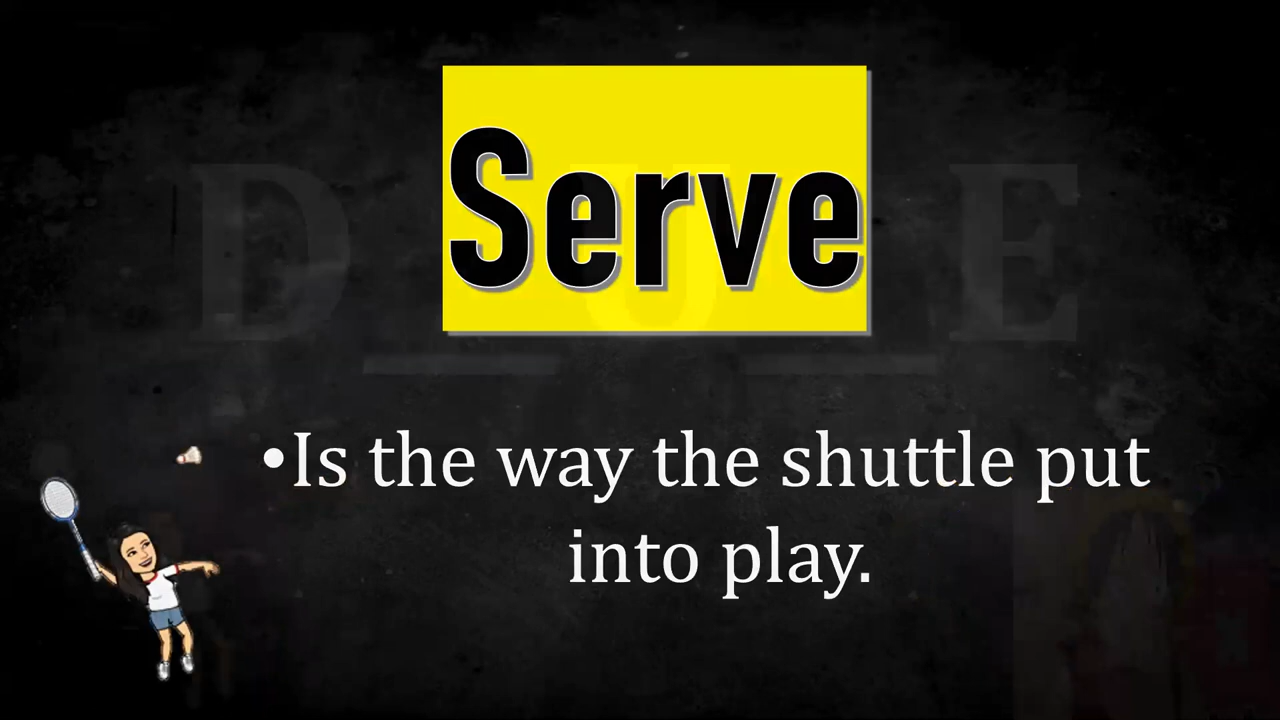 Serve
•Is the way the shuttle put
into play.